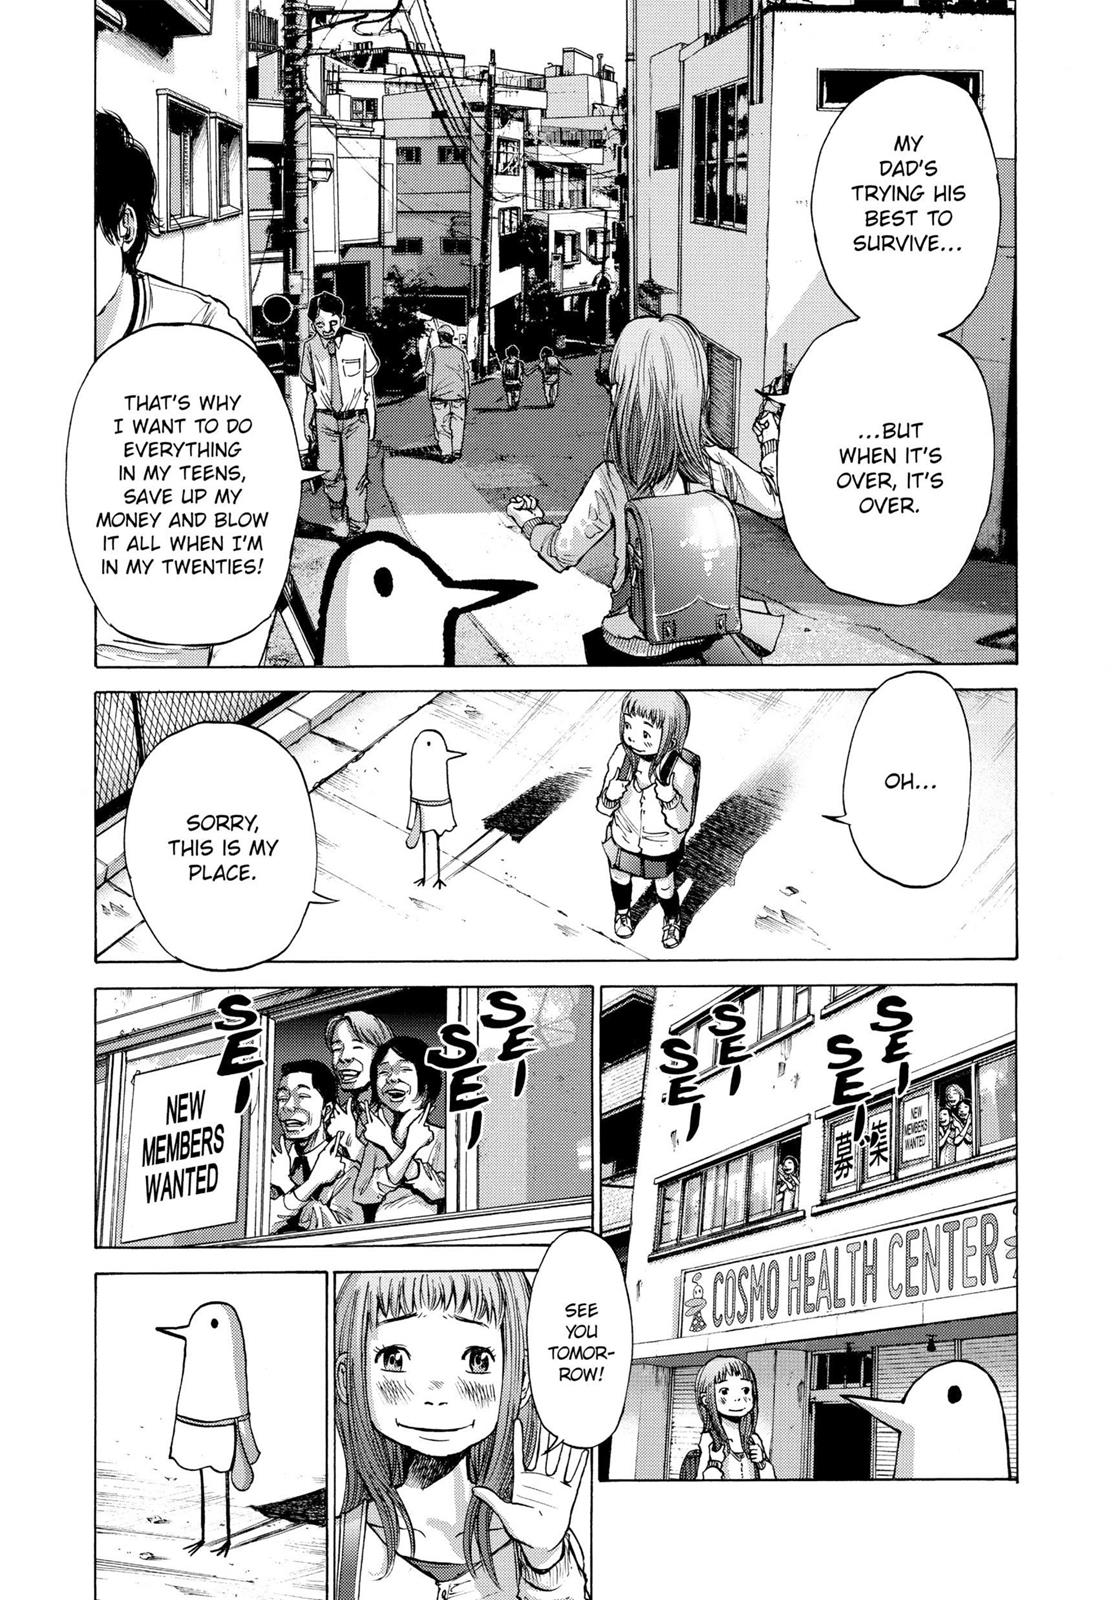 MY
DAD'S
TRYING HIS
BEST TO
SURVIVE...
...BUT
WHEN IT'S
OVER, IT'S
OVER.
THAT'S WHY
I WANT TO DO
EVERYTHING
IN MY TEENS,
SAVE UP MY
MONEY AND BLOW
IT ALL WHEN I'M
IN MY TWENTIES!
OH...
SORRY,
THIS IS MY
PLACE.
SEI
SEI
SEI
SEI
募集
NEW
MEMBERS
WANTED
COSMO HEALTH CENTER
SEI
SEI
SEI
NEW
MEMBERS
WANTED
SEE
YOU
TOMOR-
ROW!